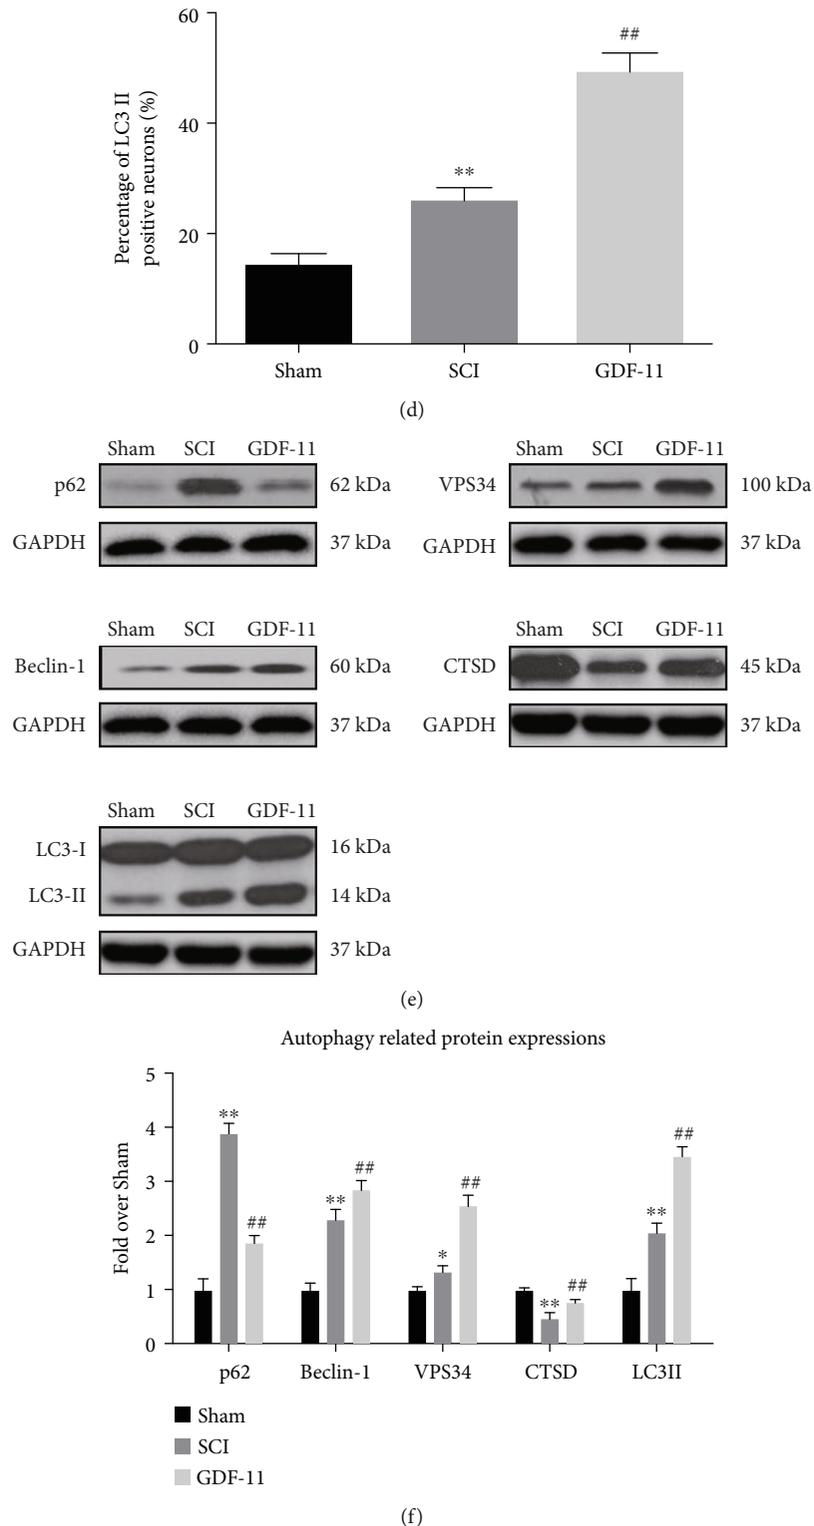 60
##
Percentage of LC3 II
positive neurons (%)
40
**
20
0
Sham SCI GDF-11
(d)
Sham SCI GDF-11
p62 62 kDa
GAPDH 37 kDa
Sham SCI GDF-11
VPS34 100 kDa
GAPDH 37 kDa
Sham SCI GDF-11
Beclin-1 60 kDa
GAPDH 37 kDa
Sham SCI GDF-11
CTSD 45 kDa
GAPDH 37 kDa
Sham SCI GDF-11
LC3-I 16 kDa
LC3-II 14 kDa
GAPDH 37 kDa
(e)
Autophagy related protein expressions
Fold over Sham
5
4
3
2
1
0
** ##
** ##
* ##
** ##
** ##
p62 Beclin-1 VPS34 CTSD LC3II
Sham
SCI
GDF-11
(f)